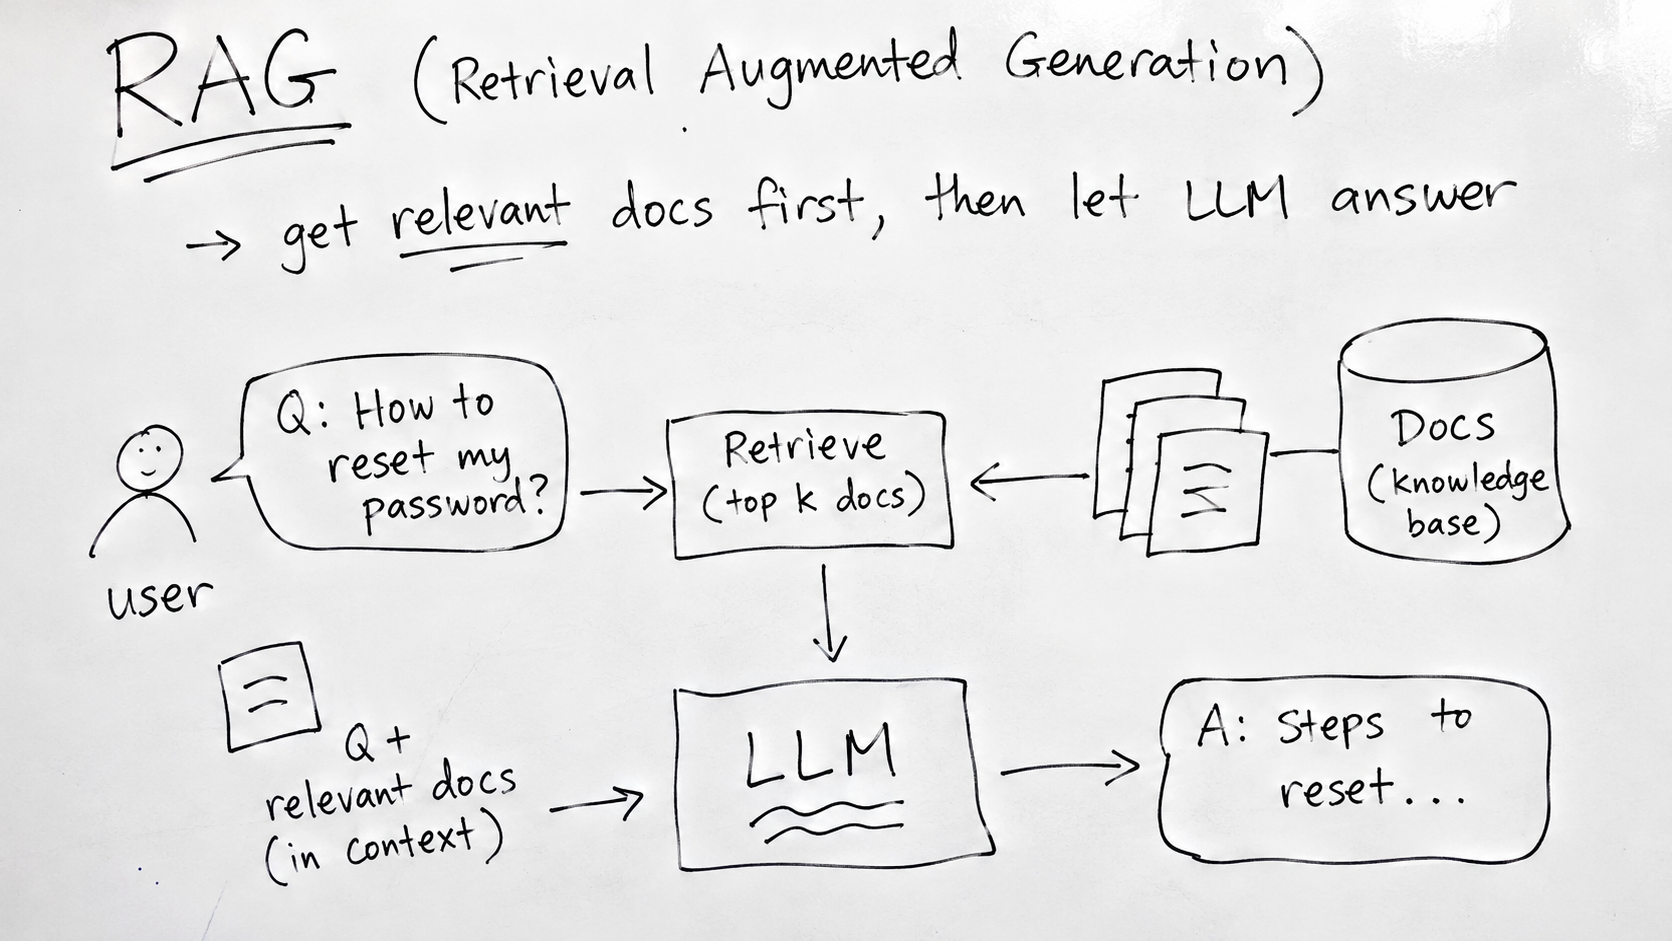 RAG (Retrieval Augmented Generation)
→ get relevant docs first, then let LLM answer
Q: How to
reset my
password?
user
Retrieve
(top k docs)
Docs
(knowledge
base)
Q +
relevant docs
(in context)
LLM
A: Steps to
reset...